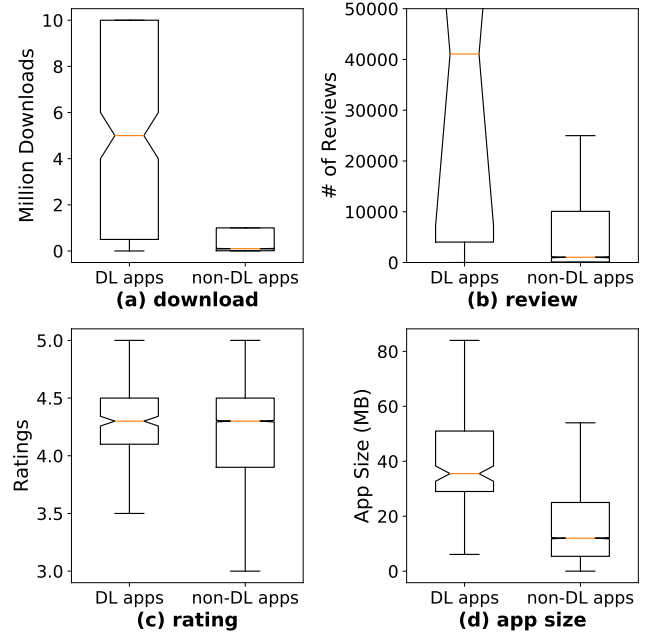 Million Downloads
10
8
6
4
2
0
DL apps non-DL apps
(a) download
# of Reviews
50000
40000
30000
20000
10000
0
DL apps non-DL apps
(b) review
Ratings
5.0
4.5
4.0
3.5
3.0
DL apps non-DL apps
(c) rating
App Size (MB)
80
60
40
20
0
DL apps non-DL apps
(d) app size